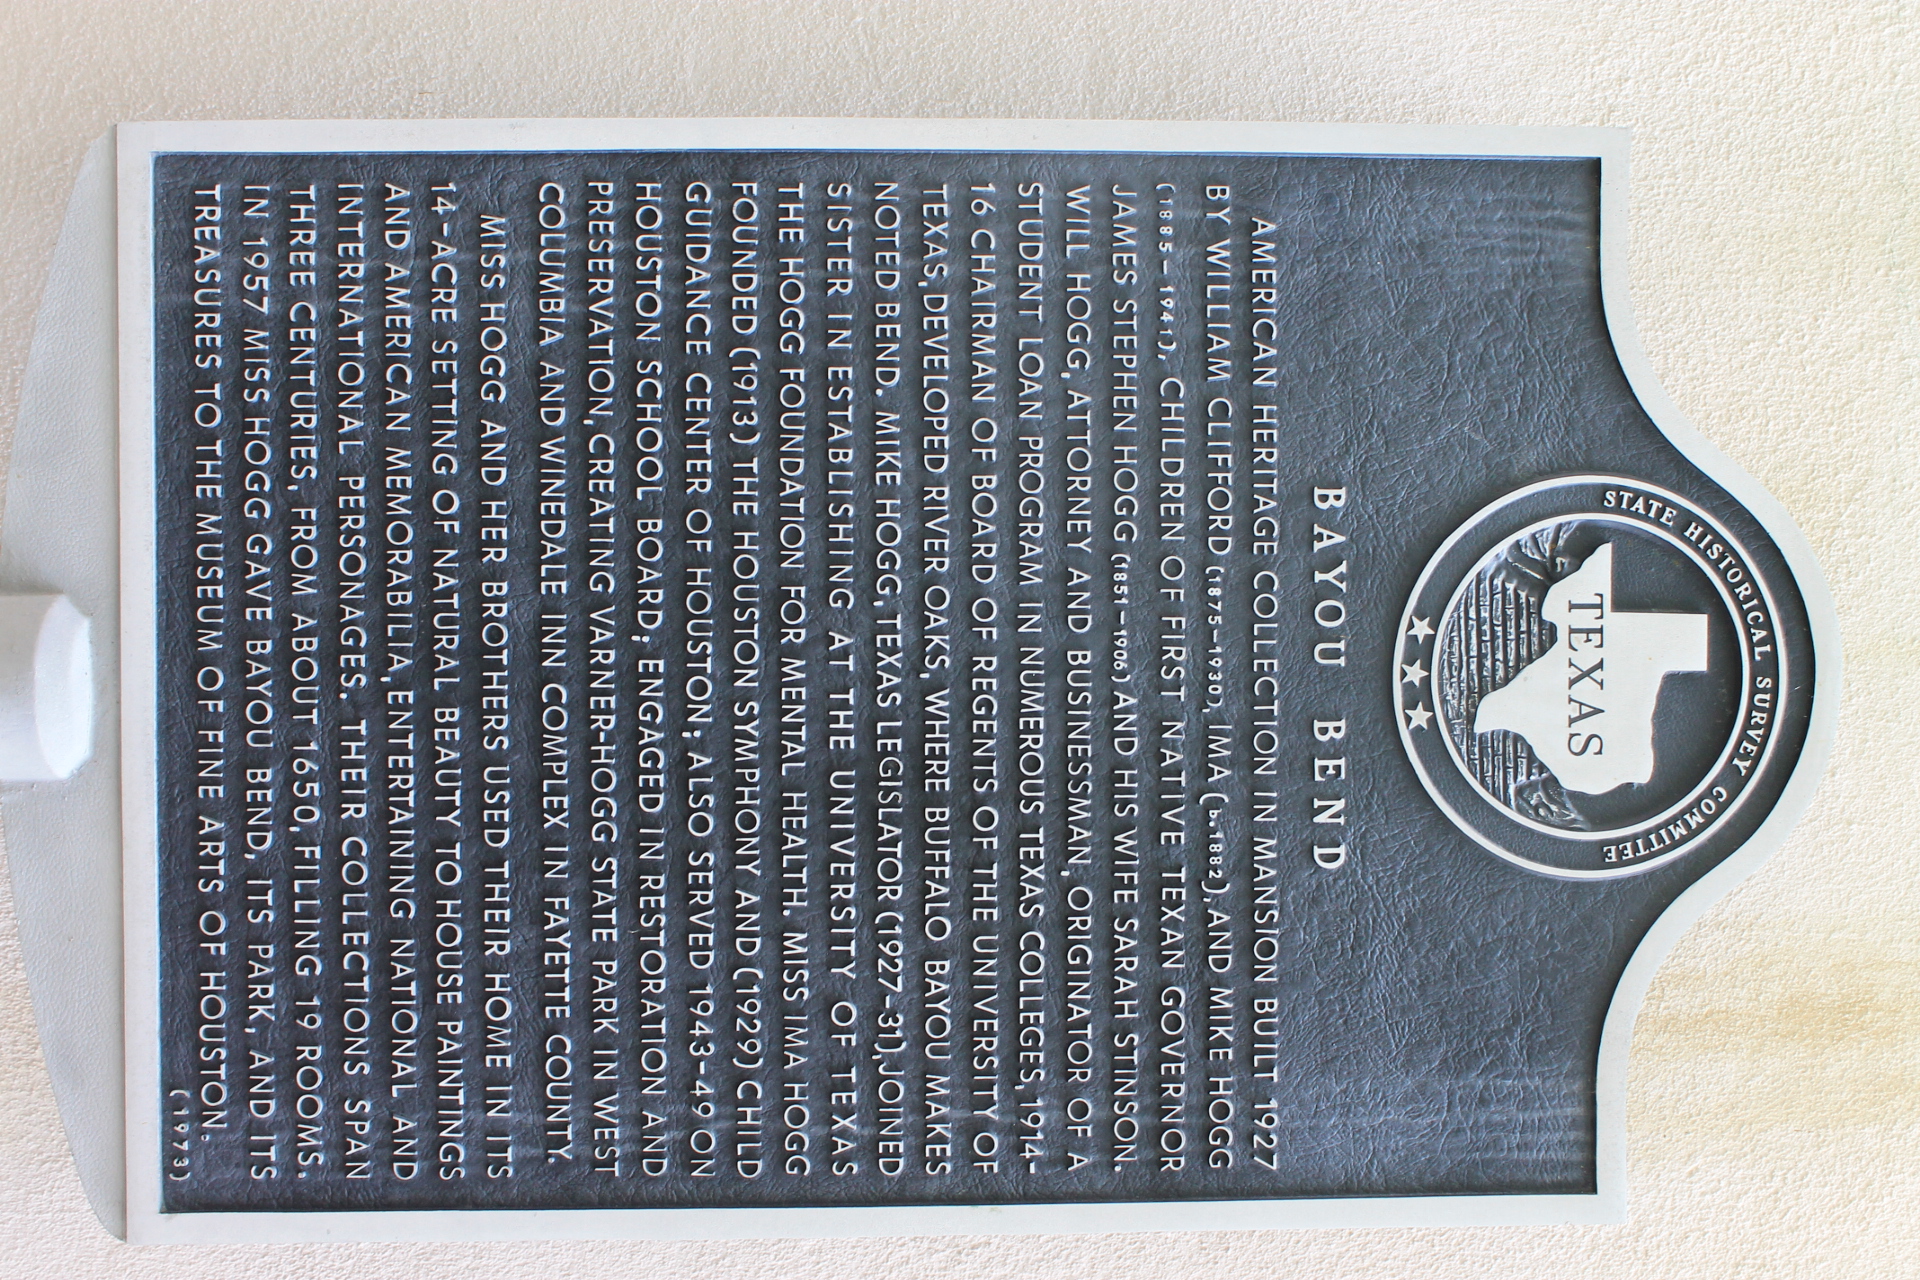 STATE HISTORICAL SURVEY COMMITTEE
TEXAS
BAYOU BEND
AMERICAN HERITAGE COLLECTION IN MANSION BUILT 1927
BY WILLIAM CLIFFORD (1875-1930), IMA (b. 1882), AND MIKE HOGG
(1885-1941), CHILDREN OF FIRST NATIVE TEXAN GOVERNOR
JAMES STEPHEN HOGG (1851-1906) AND HIS WIFE SARAH STINSON.
WILL HOGG, ATTORNEY AND BUSINESSMAN, ORIGINATOR OF A
STUDENT LOAN PROGRAM IN NUMEROUS TEXAS COLLEGES, 1914-
16 CHAIRMAN OF BOARD OF REGENTS OF THE UNIVERSITY OF
TEXAS, DEVELOPED RIVER OAKS, WHERE BUFFALO BAYOU MAKES
NOTED BEND. MIKE HOGG, TEXAS LEGISLATOR (1927-31), JOINED
SISTER IN ESTABLISHING AT THE UNIVERSITY OF TEXAS
THE HOGG FOUNDATION FOR MENTAL HEALTH. MISS IMA HOGG
FOUNDED (1913) THE HOUSTON SYMPHONY AND (1929) CHILD
GUIDANCE CENTER OF HOUSTON; ALSO SERVED 1943-49 ON
HOUSTON SCHOOL BOARD; ENGAGED IN RESTORATION AND
PRESERVATION, CREATING VARNER-HOGG STATE PARK IN WEST
COLUMBIA AND WINEDALE INN COMPLEX IN FAYETTE COUNTY.
MISS HOGG AND HER BROTHERS USED THEIR HOME IN ITS
14-ACRE SETTING OF NATURAL BEAUTY TO HOUSE PAINTINGS
AND AMERICAN MEMORABILIA, ENTERTAINING NATIONAL AND
INTERNATIONAL PERSONAGES. THEIR COLLECTIONS SPAN
THREE CENTURIES, FROM ABOUT 1650, FILLING 19 ROOMS.
IN 1957 MISS HOGG GAVE BAYOU BEND, ITS PARK, AND ITS
TREASURES TO THE MUSEUM OF FINE ARTS OF HOUSTON.
(1973)